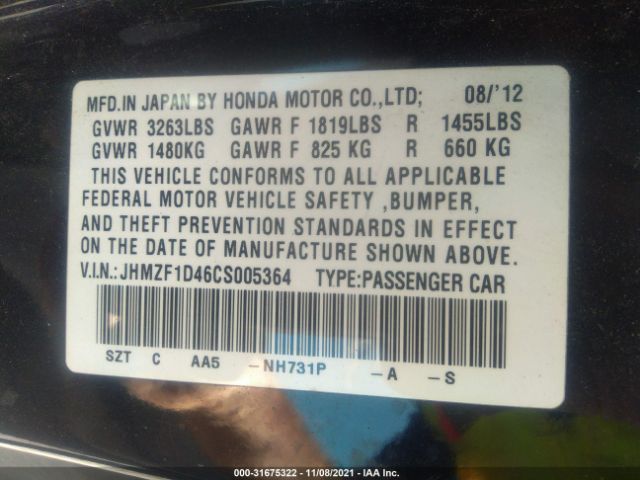 MFD.IN JAPAN BY HONDA MOTOR CO.,LTD; 08/'12
GVWR 3263LBS GAWR F 1819LBS R 1455LBS
GVWR 1480KG GAWR F 825 KG R 660 KG
THIS VEHICLE CONFORMS TO ALL APPLICABLE
FEDERAL MOTOR VEHICLE SAFETY ,BUMPER,
AND THEFT PREVENTION STANDARDS IN EFFECT
ON THE DATE OF MANUFACTURE SHOWN ABOVE.
V.I.N.:JHMZF1D46CS005364 TYPE:PASSENGER CAR
SZT C AA5 -NH731P -A -S
000-31675322 - 11/08/2021 - IAA Inc.